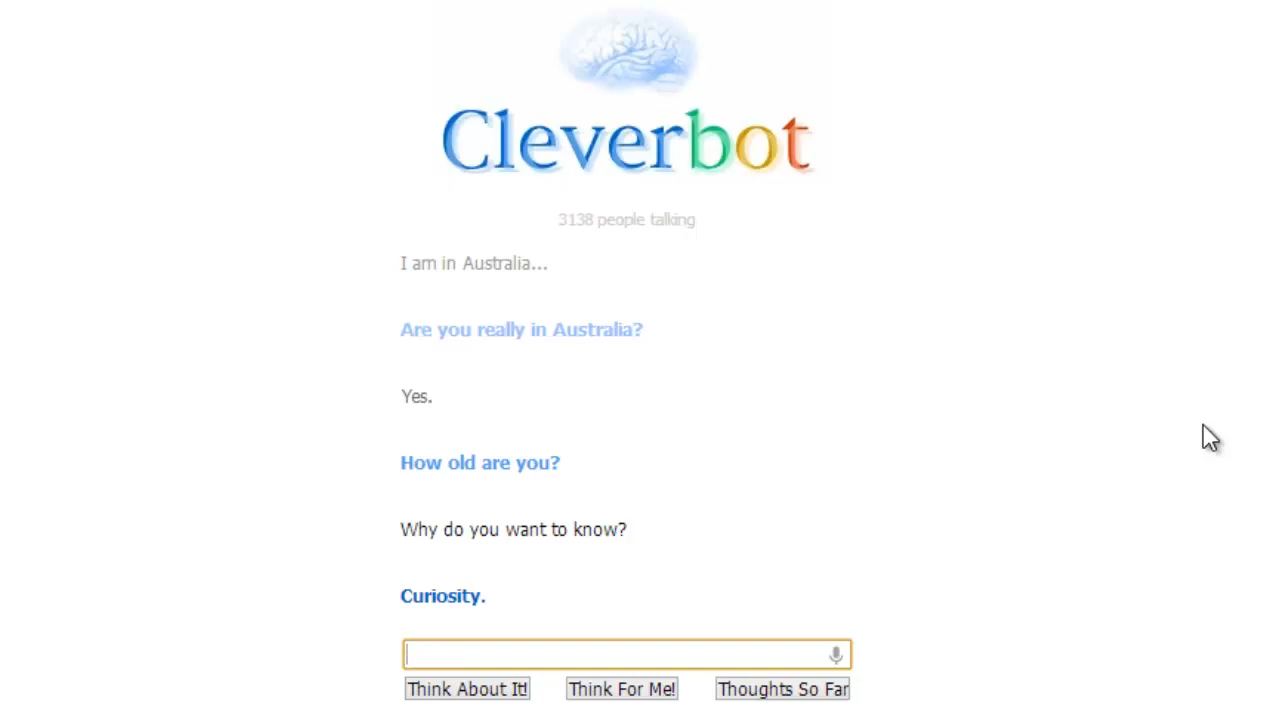 Cleverbot
3138 people talking
I am in Australia...
Are you really in Australia?
Yes.
How old are you?
Why do you want to know?
Curiosity.
Think About It!
Think For Me!
Thoughts So Far